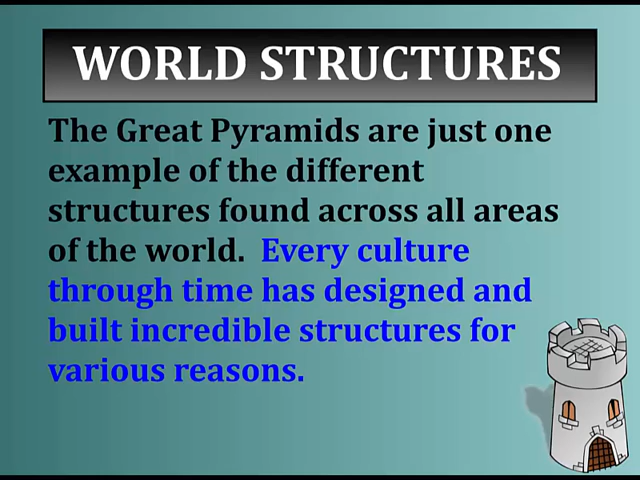 WORLD STRUCTURES
The Great Pyramids are just one
example of the different
structures found across all areas
of the world.  Every culture
through time has designed and
built incredible structures for
various reasons.